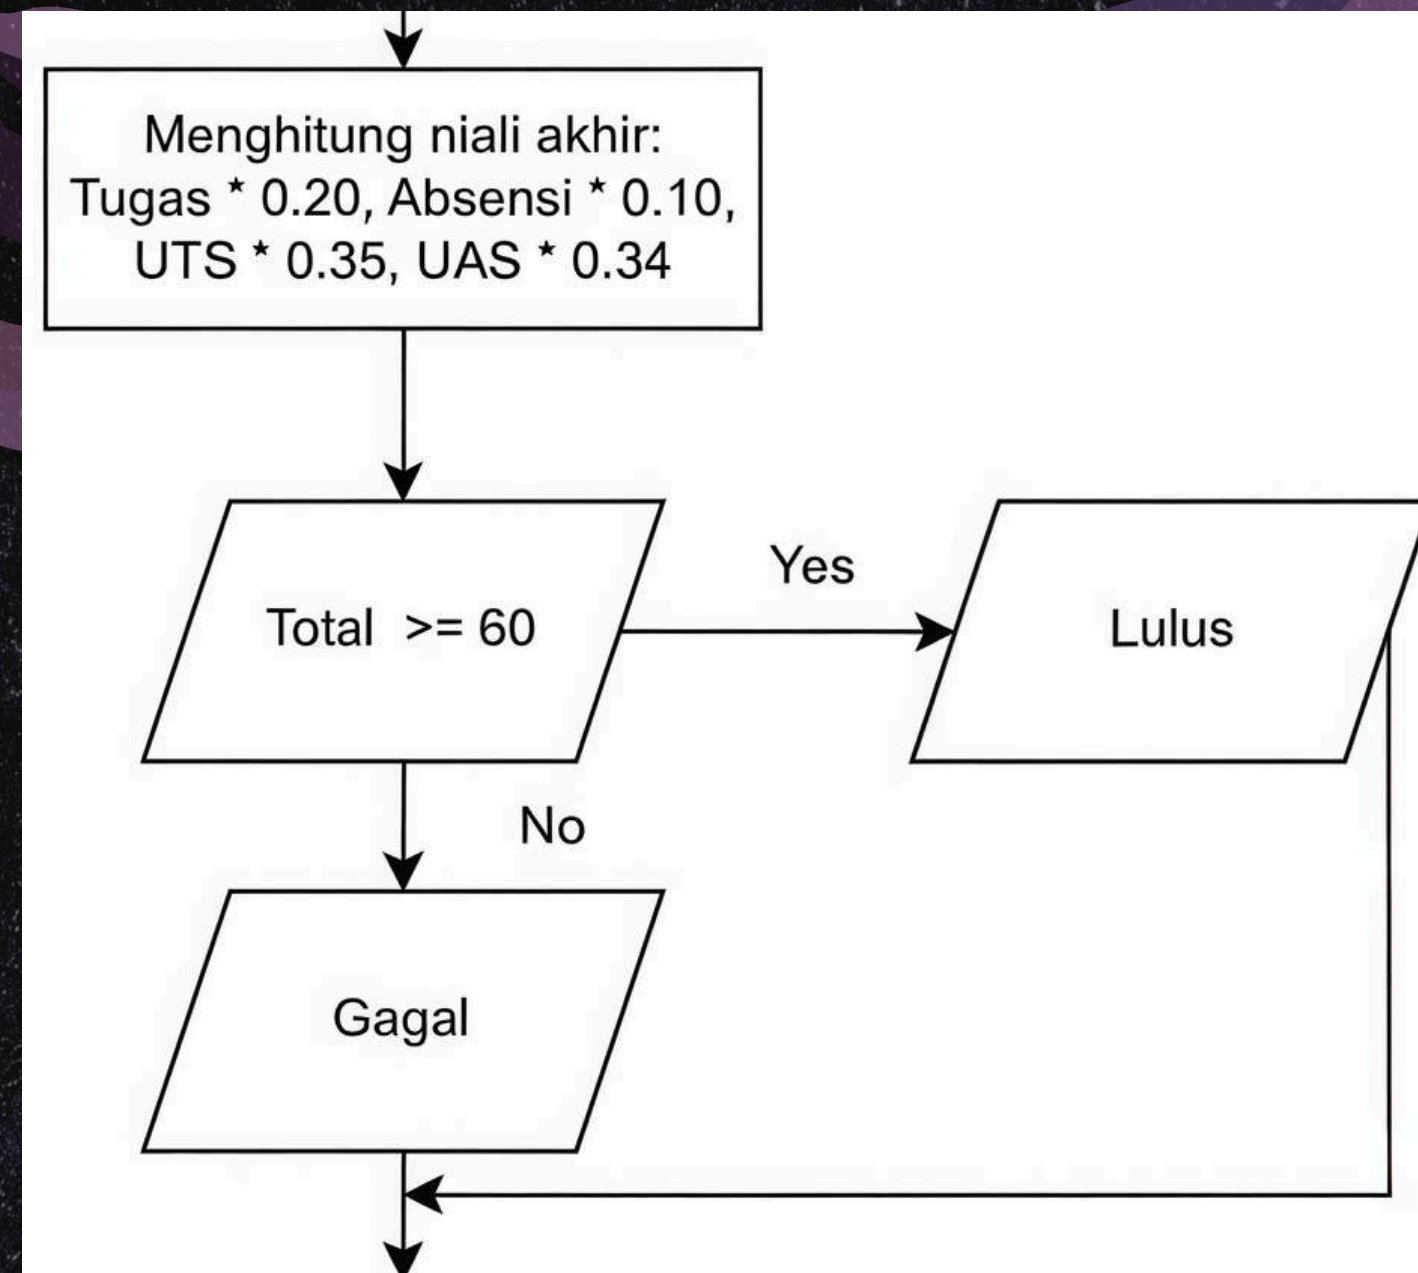 Menghitung niali akhir:
Tugas * 0.20, Absensi * 0.10,
UTS * 0.35, UAS * 0.34
Total >= 60
Yes
Lulus
No
Gagal